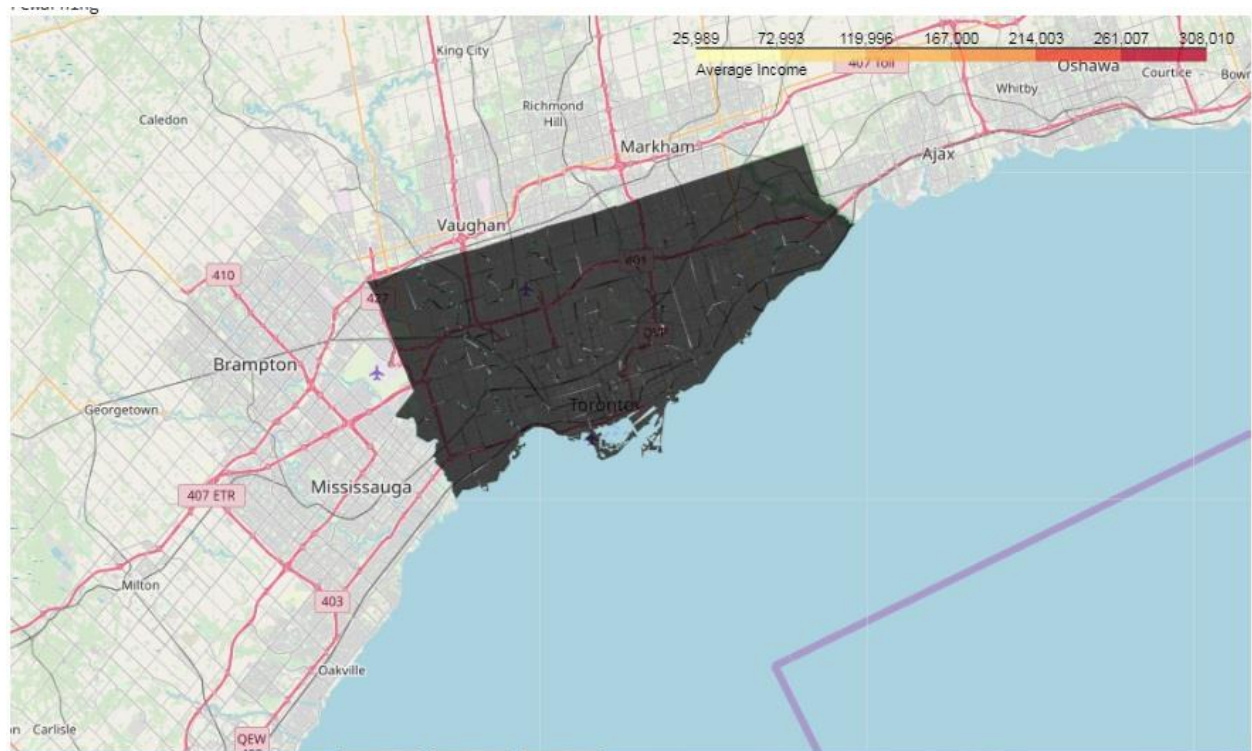 King City
25,989 72,993 119,996 167,000 214,003 261,007 308,010
Average Income
407 Toll
Oshawa
Courtice
Whitby
Caledon
Richmond
Hill
Markham
Ajax
Vaughan
410
427
401
DVP
Brampton
Georgetown
Toronto
407 ETR
Mississauga
Milton
403
Oakville
Carlisle
QEW